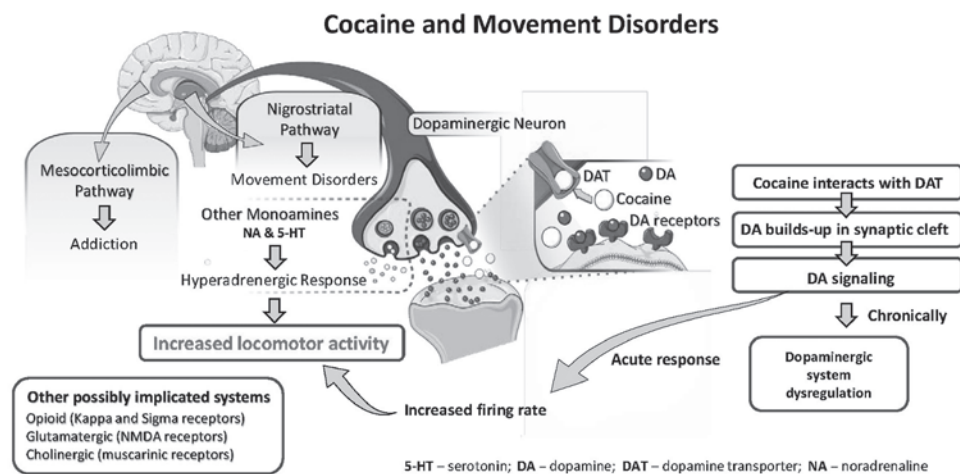 Cocaine and Movement Disorders
Nigrostriatal
Pathway
Movement Disorders
Mesocorticolimbic
Pathway
Addiction
Other Monoamines
NA & 5-HT
Hyperadrenergic Response
Increased locomotor activity
Dopaminergic Neuron
DAT
DA
Cocaine
DA receptors
Cocaine interacts with DAT
DA builds-up in synaptic cleft
DA signaling
Chronically
Dopaminergic
system
dysregulation
Acute response
Increased firing rate
Other possibly implicated systems
Opioid (Kappa and Sigma receptors)
Glutamatergic (NMDA receptors)
Cholinergic (muscarinic receptors)
5-HT – serotonin; DA – dopamine; DAT – dopamine transporter; NA – noradrenaline